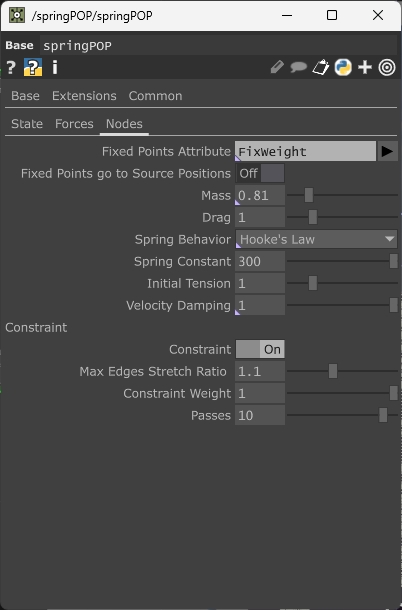 /springPOP/springPOP
Base springPOP
? ? i
Base Extensions Common
State Forces Nodes
Fixed Points Attribute FixWeight
Fixed Points go to Source Positions Off
Mass 0.81
Drag 1
Spring Behavior Hooke's Law
Spring Constant 300
Initial Tension 1
Velocity Damping 1
Constraint
Constraint On
Max Edges Stretch Ratio 1.1
Constraint Weight 1
Passes 10